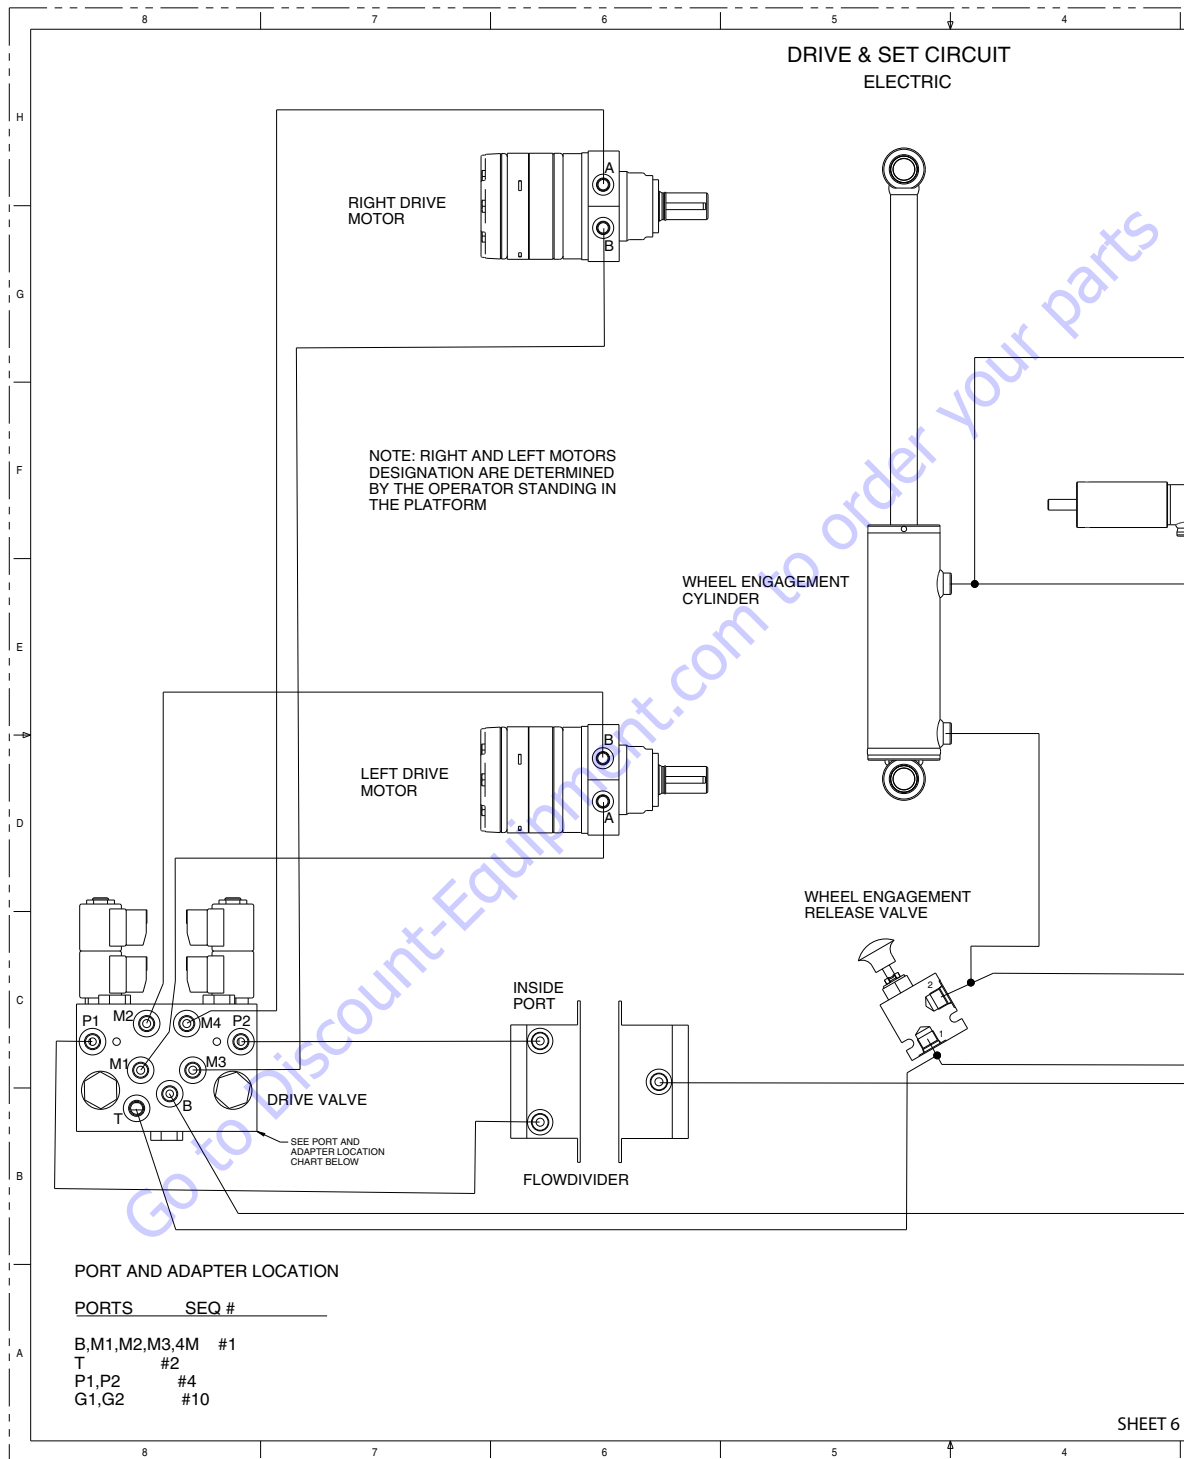 8 7 6 5 4
DRIVE & SET CIRCUIT
ELECTRIC
H
A
RIGHT DRIVE
MOTOR
B
G
NOTE: RIGHT AND LEFT MOTORS
DESIGNATION ARE DETERMINED
BY THE OPERATOR STANDING IN
THE PLATFORM
F
WHEEL ENGAGEMENT
CYLINDER
E
B
LEFT DRIVE
MOTOR
A
D
WHEEL ENGAGEMENT
RELEASE VALVE
INSIDE
PORT
2
1
C
P1 M2 M4 P2
M1 M3
B
T
DRIVE VALVE
SEE PORT AND
ADAPTER LOCATION
CHART BELOW
FLOWDIVIDER
B
PORT AND ADAPTER LOCATION
PORTS SEQ #
B,M1,M2,M3,4M #1
T #2
P1,P2 #4
G1,G2 #10
A
SHEET 6
8 7 6 5 4
Go to Discount-Equipment.com to order your parts